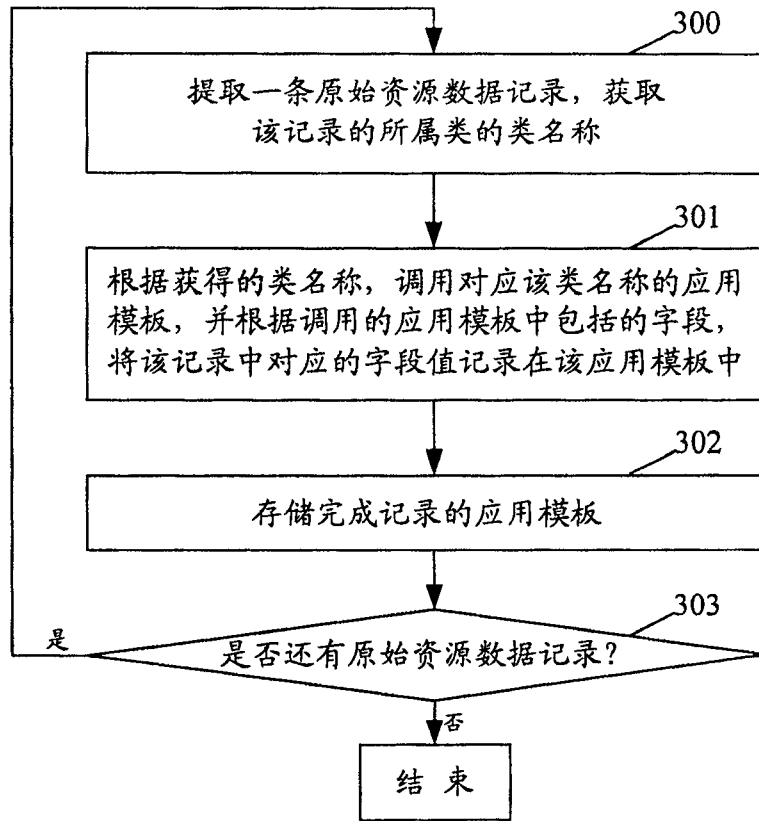 300
提取一条原始资源数据记录，获取
该记录的所属类的类名称
301
根据获得的类名称，调用对应该类名称的应用
模板，并根据调用的应用模板中包括的字段，
将该记录中对应的字段值记录在该应用模板中
302
存储完成记录的应用模板
303
是
是否还有原始资源数据记录？
否
结 束